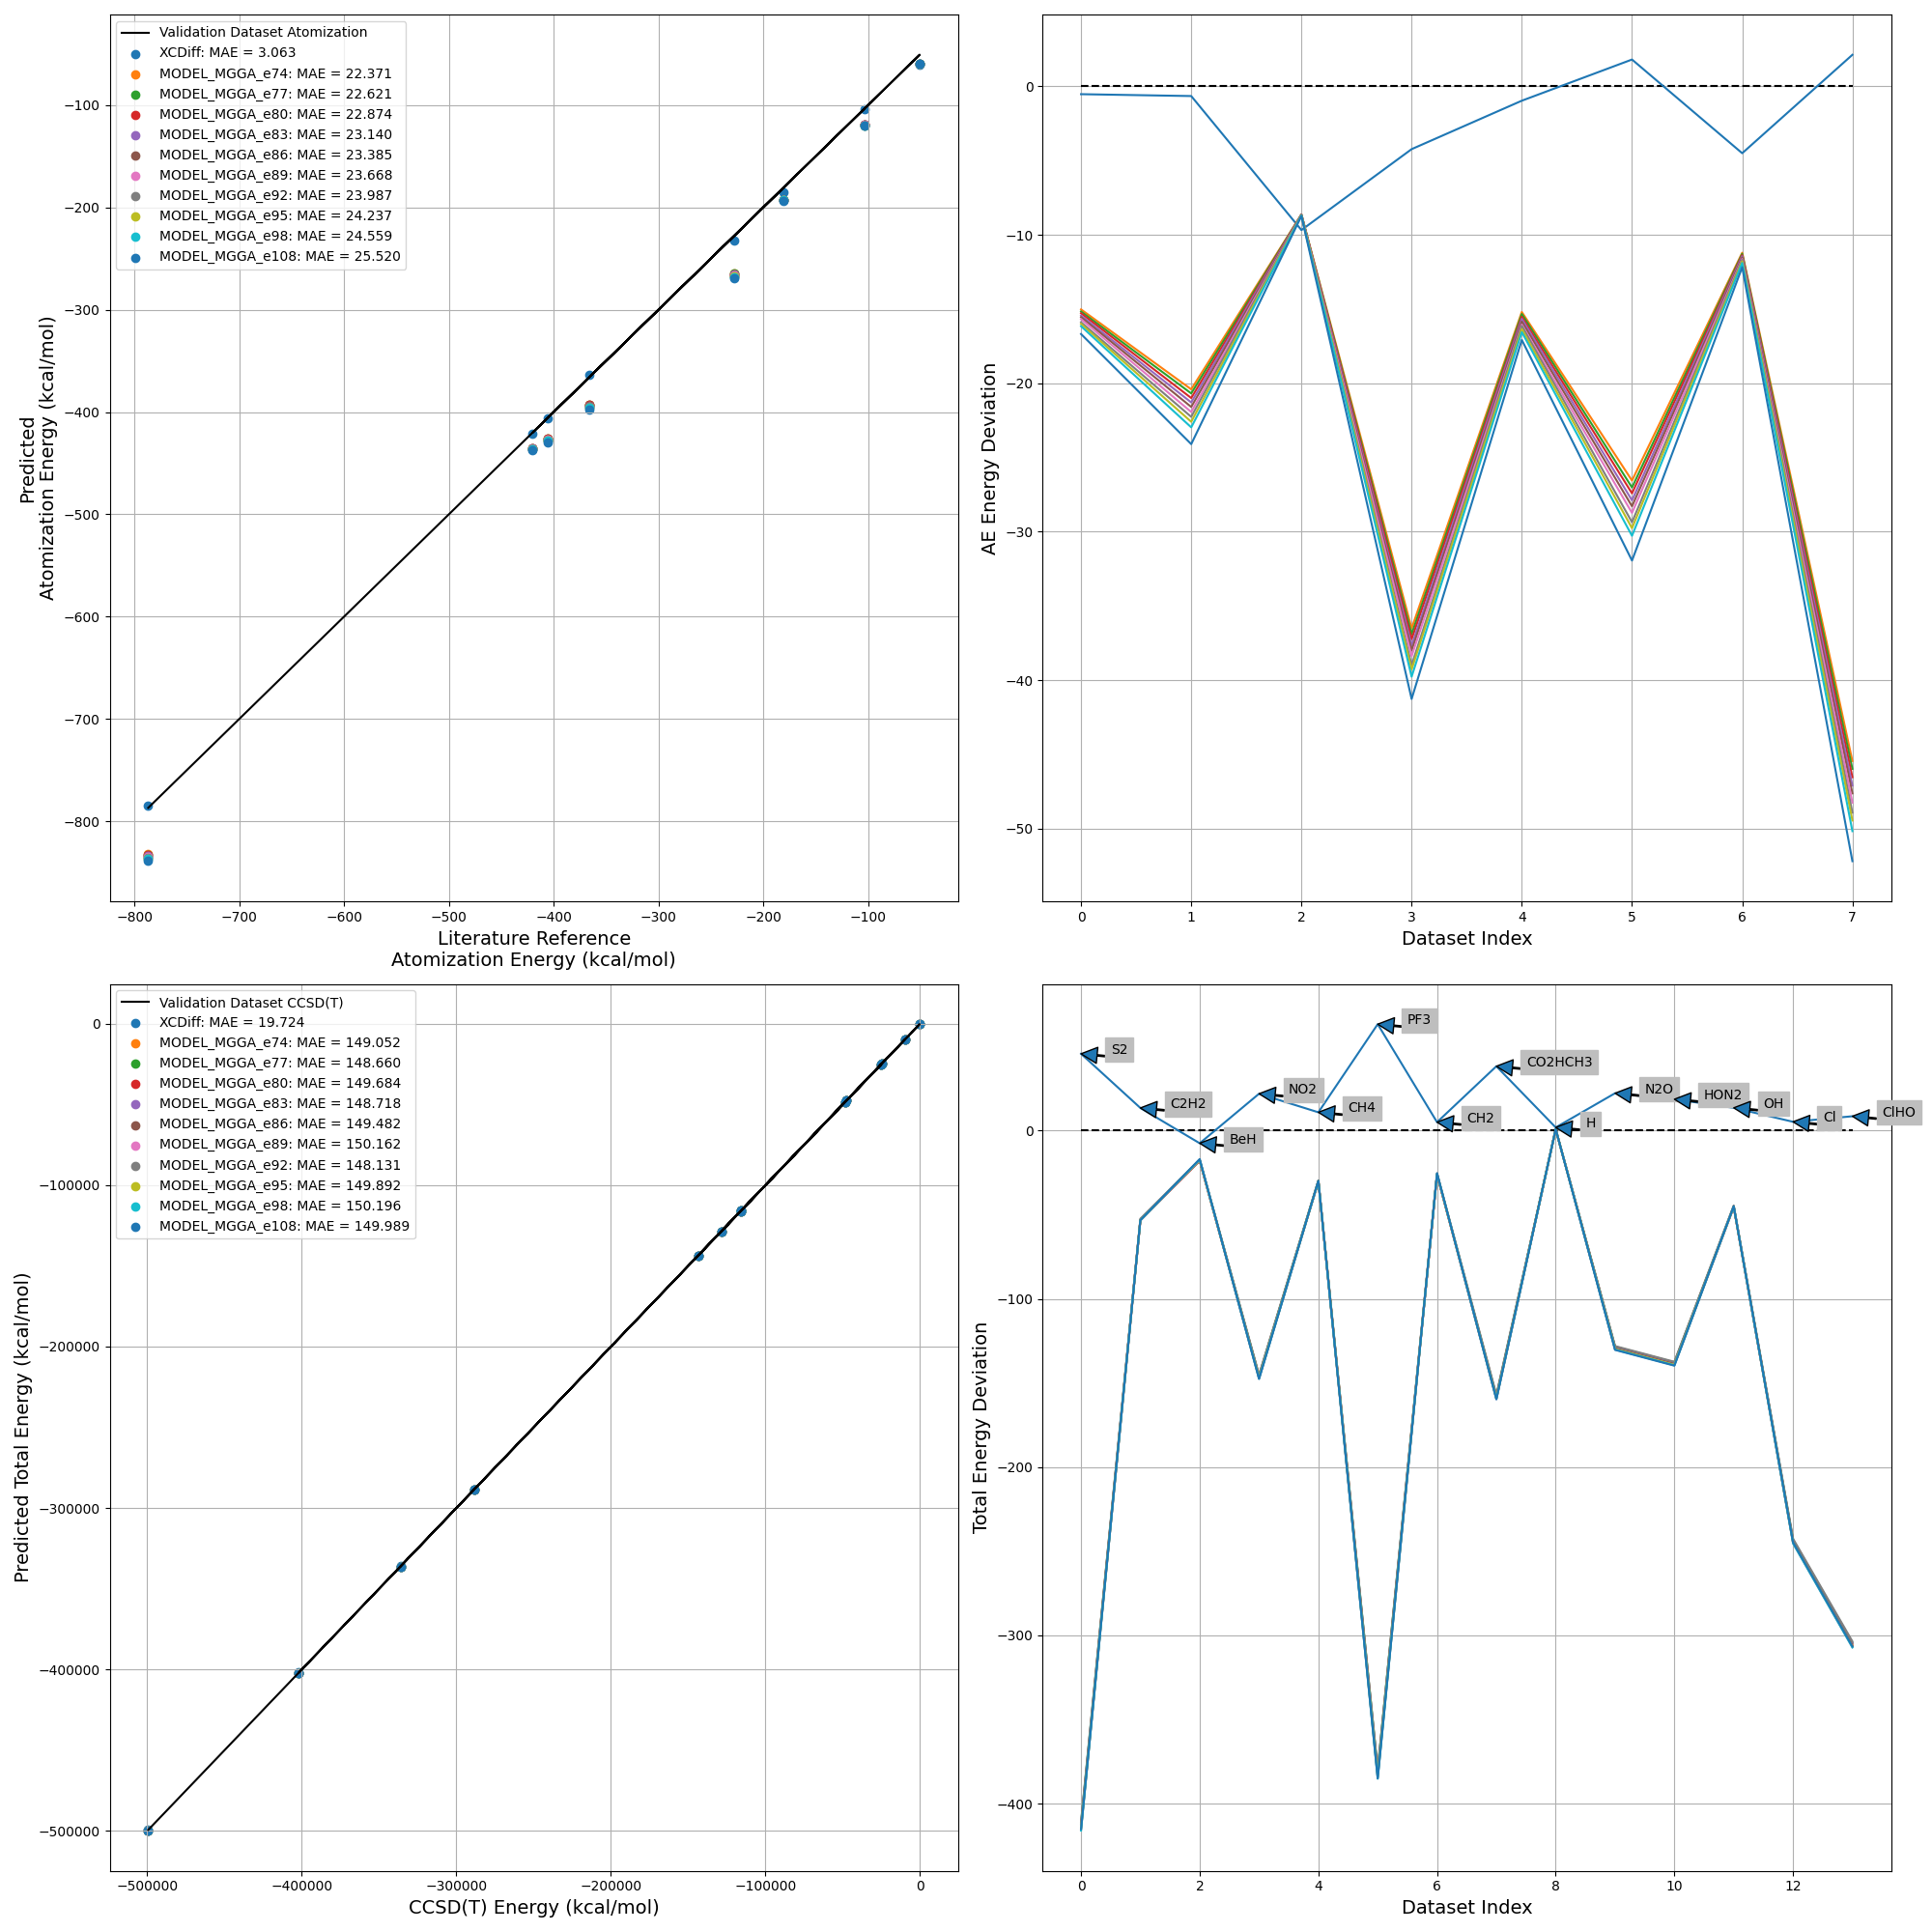 Validation Dataset Atomization
XCDiff: MAE = 3.063
MODEL_MGGA_e74: MAE = 22.371
MODEL_MGGA_e77: MAE = 22.621
MODEL_MGGA_e80: MAE = 22.874
MODEL_MGGA_e83: MAE = 23.140
MODEL_MGGA_e86: MAE = 23.385
MODEL_MGGA_e89: MAE = 23.668
MODEL_MGGA_e92: MAE = 23.987
MODEL_MGGA_e95: MAE = 24.237
MODEL_MGGA_e98: MAE = 24.559
MODEL_MGGA_e108: MAE = 25.520
−100
−200
−300
−400
−500
−600
−700
−800
Predicted
Atomization Energy (kcal/mol)
−800 −700 −600 −500 −400 −300 −200 −100
Literature Reference
Atomization Energy (kcal/mol)
0
−10
−20
−30
−40
−50
AE Energy Deviation
0 1 2 3 4 5 6 7
Dataset Index
Validation Dataset CCSD(T)
XCDiff: MAE = 19.724
MODEL_MGGA_e74: MAE = 149.052
MODEL_MGGA_e77: MAE = 148.660
MODEL_MGGA_e80: MAE = 149.684
MODEL_MGGA_e83: MAE = 148.718
MODEL_MGGA_e86: MAE = 149.482
MODEL_MGGA_e89: MAE = 150.162
MODEL_MGGA_e92: MAE = 148.131
MODEL_MGGA_e95: MAE = 149.892
MODEL_MGGA_e98: MAE = 150.196
MODEL_MGGA_e108: MAE = 149.989
0
−100000
−200000
−300000
−400000
−500000
Predicted Total Energy (kcal/mol)
−500000 −400000 −300000 −200000 −100000 0
CCSD(T) Energy (kcal/mol)
S2
C2H2
BeH
NO2
CH4
PF3
CH2
CO2HCH3
H
N2O
HON2
OH
Cl
ClHO
0
−100
−200
−300
−400
Total Energy Deviation
0 2 4 6 8 10 12
Dataset Index